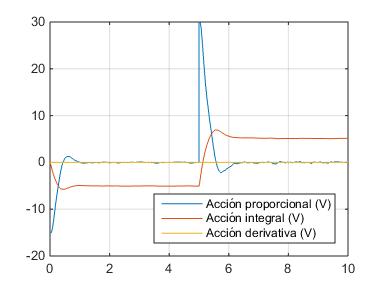 30
20
10
0
-10
-20
Acción proporcional (V)
Acción integral (V)
Acción derivativa (V)
0 2 4 6 8 10